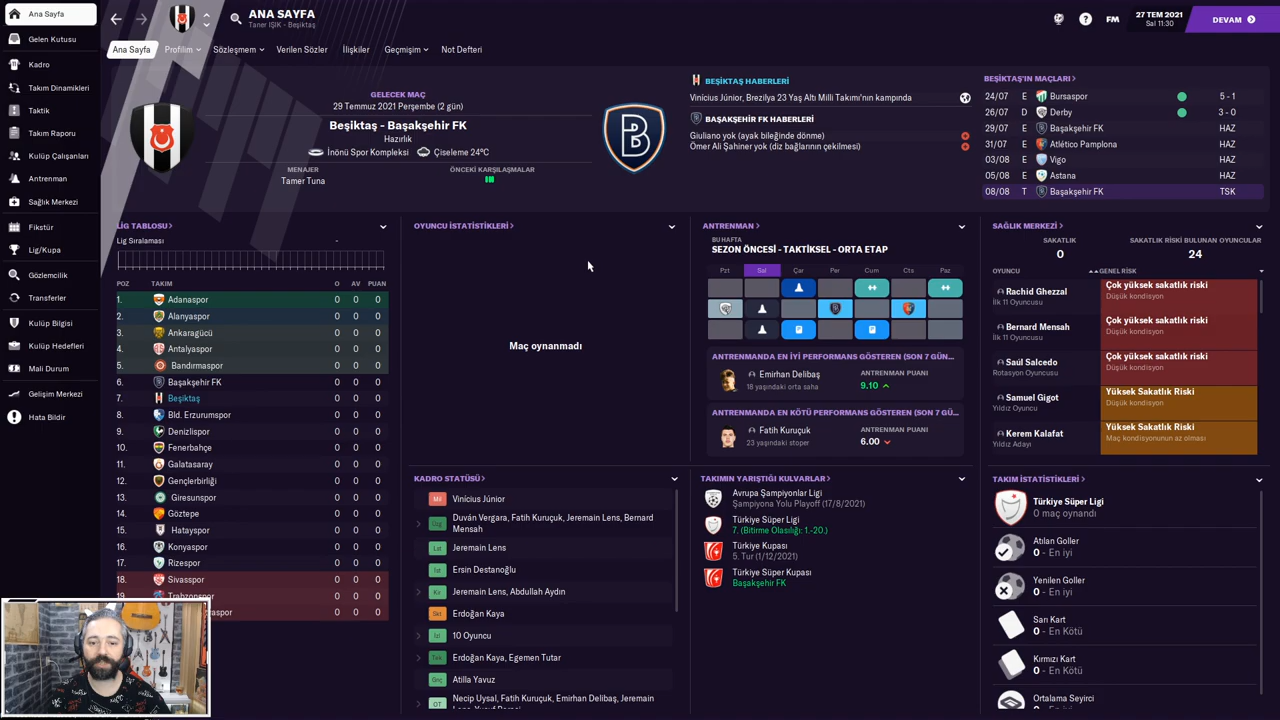 Ana Sayfa
Gelen Kutusu
Kadro
Takım Dinamikleri
Taktik
Takım Raporu
Kulüp Çalışanları
Antrenman
Sağlık Merkezi
Fikstür
Lig/Kupa
Gözlemcilik
Transferler
Kulüp Bilgisi
Kulüp Hedefleri
Mali Durum
Gelişim Merkezi
Hata Bildir
ANA SAYFA
Taner IŞIK - Beşiktaş
FM
27 TEM 2021
Sal 11:30
DEVAM
Ana Sayfa
Profilim
Sözleşmem
Verilen Sözler
İlişkiler
Geçmişim
Not Defteri
GELECEK MAÇ
29 Temmuz 2021 Perşembe (2 gün)
Beşiktaş - Başakşehir FK
Hazırlık
İnönü Spor Kompleksi
Çiseleme 24°C
MENAJER
Tamer Tuna
ÖNCEKİ KARŞILAŞMALAR
BEŞİKTAŞ HABERLERİ
Vinícius Júnior, Brezilya 23 Yaş Altı Milli Takımı'nın kampında
BAŞAKŞEHİR FK HABERLERİ
Giuliano yok (ayak bileğinde dönme)
Ömer Ali Şahiner yok (diz bağlarının çekilmesi)
BEŞİKTAŞ'IN MAÇLARI
24/07 E Bursaspor 5 - 1
26/07 D Derby 3 - 0
29/07 E Başakşehir FK HAZ
31/07 E Atlético Pamplona HAZ
03/08 E Vigo HAZ
05/08 E Astana HAZ
08/08 T Başakşehir FK TSK
LİG TABLOSU
Lig Sıralaması -
POZ TAKIM O AV PUAN
1. Adanaspor 0 0 0
2. Alanyaspor 0 0 0
3. Ankaragücü 0 0 0
4. Antalyaspor 0 0 0
5. Bandırmaspor 0 0 0
6. Başakşehir FK 0 0 0
7. Beşiktaş 0 0 0
8. Bld. Erzurumspor 0 0 0
9. Denizlispor 0 0 0
10. Fenerbahçe 0 0 0
11. Galatasaray 0 0 0
12. Gençlerbirliği 0 0 0
13. Giresunspor 0 0 0
14. Göztepe 0 0 0
15. Hatayspor 0 0 0
16. Konyaspor 0 0 0
17. Rizespor 0 0 0
18. Sivasspor 0 0 0
19. Trabzonspor 0 0 0
0 0 0
OYUNCU İSTATİSTİKLERİ
Maç oynanmadı
KADRO STATÜSÜ
Mil Vinícius Júnior
Duván Vergara, Fatih Kuruçuk, Jeremain Lens, Bernard
Mensah
Jeremain Lens
Ersin Destanoğlu
Kir Jeremain Lens, Abdullah Aydın
Skt Erdoğan Kaya
İzl 10 Oyuncu
Tak Erdoğan Kaya, Egemen Tutar
Genç Atilla Yavuz
OT Necip Uysal, Fatih Kuruçuk, Emirhan Delibaş, Jeremain
ANTRENMAN
BU HAFTA
SEZON ÖNCESİ - TAKTİKSEL - ORTA ETAP
Pzt Sal Çar Per Cum Cts Paz
ANTRENMANDA EN İYİ PERFORMANS GÖSTEREN (SON 7 GÜN...
Emirhan Delibaş
18 yaşındaki orta saha
ANTRENMAN PUANI
9.10
ANTRENMANDA EN KÖTÜ PERFORMANS GÖSTEREN (SON 7 GÜ...
Fatih Kuruçuk
23 yaşındaki stoper
ANTRENMAN PUANI
6.00
TAKIMIN YARIŞTIĞI KULVARLAR
Avrupa Şampiyonlar Ligi
Şampiyona Yolu Playoff (17/8/2021)
Türkiye Süper Ligi
7. (Bitirme Olasılığı: 1.-20.)
Türkiye Kupası
5. Tur (1/12/2021)
Türkiye Süper Kupası
Başakşehir FK
SAĞLIK MERKEZİ
SAKATLIK
0
SAKATLIK RİSKİ BULUNAN OYUNCULAR
24
OYUNCU GENEL RİSK
Rachid Ghezzal
İlk 11 Oyuncusu
Çok yüksek sakatlık riski
Düşük kondisyon
Bernard Mensah
İlk 11 Oyuncusu
Çok yüksek sakatlık riski
Düşük kondisyon
Saúl Salcedo
Rotasyon Oyuncusu
Çok yüksek sakatlık riski
Düşük kondisyon
Samuel Gigot
Yıldız Oyuncu
Yüksek Sakatlık Riski
Düşük kondisyon
Kerem Kalafat
Yıldız Adayı
Yüksek Sakatlık Riski
Maç kondisyonunun az olması
TAKIM İSTATİSTİKLERİ
Türkiye Süper Ligi
0 maç oynandı
Atılan Goller
0 - En iyi
Yenilen Goller
0 - En iyi
Sarı Kart
0 - En Kötü
Kırmızı Kart
0 - En Kötü
Ortalama Seyirci